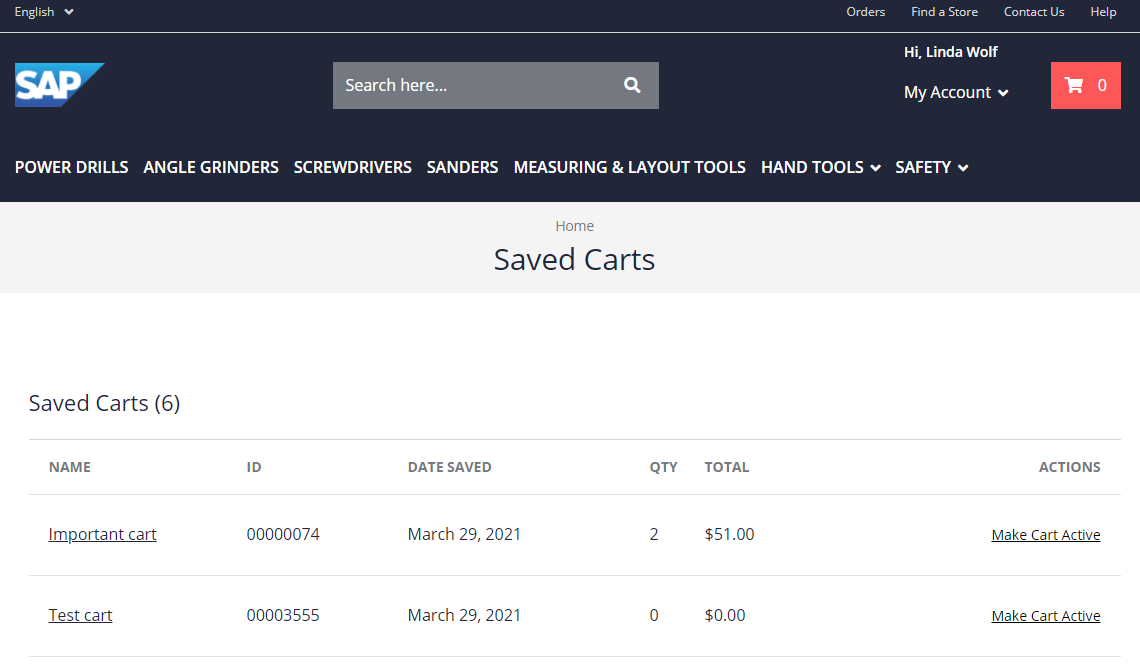 English
Orders Find a Store Contact Us Help
Hi, Linda Wolf
SAP
Search here...
My Account
0
POWER DRILLS ANGLE GRINDERS SCREWDRIVERS SANDERS MEASURING & LAYOUT TOOLS HAND TOOLS SAFETY
Home
Saved Carts
Saved Carts (6)
NAME ID DATE SAVED QTY TOTAL ACTIONS
Important cart 00000074 March 29, 2021 2 $51.00 Make Cart Active
Test cart 00003555 March 29, 2021 0 $0.00 Make Cart Active